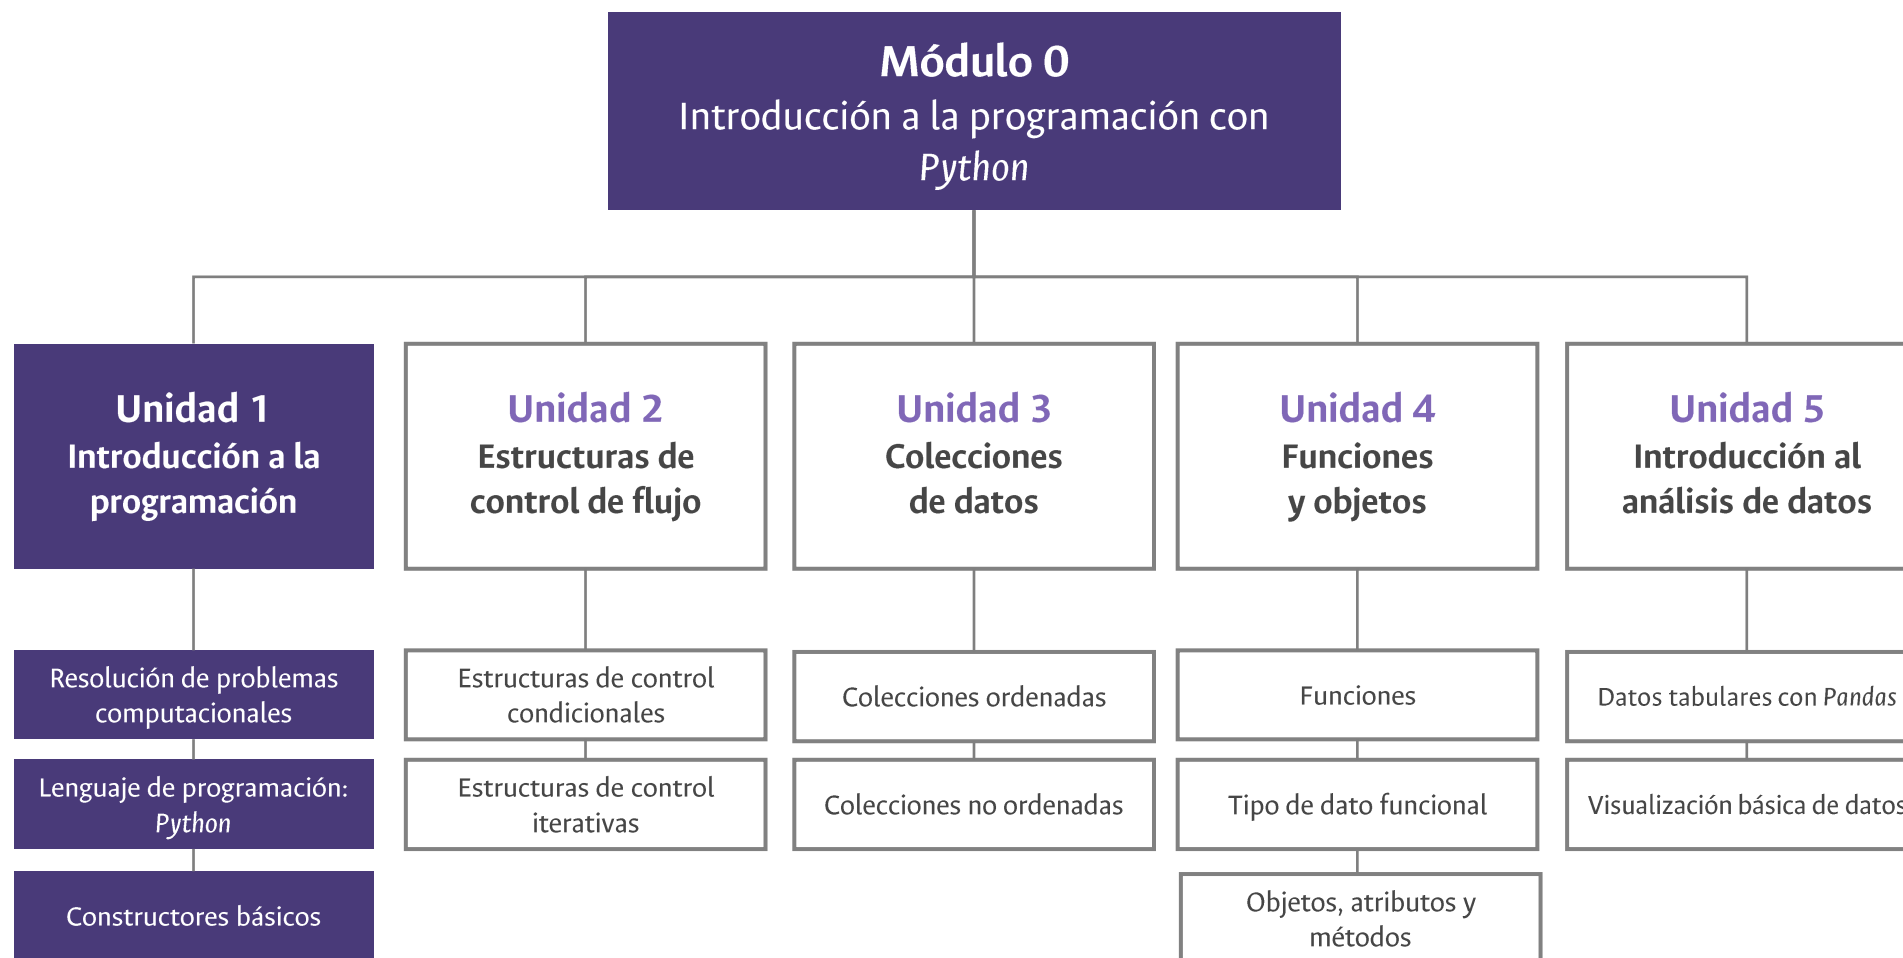 Módulo 0
Introducción a la programación con
Python
Unidad 1
Introducción a la
programación
Unidad 2
Estructuras de
control de flujo
Unidad 3
Colecciones
de datos
Unidad 4
Funciones
y objetos
Unidad 5
Introducción al
análisis de datos
Resolución de problemas
computacionales
Lenguaje de programación:
Python
Constructores básicos
Estructuras de control
condicionales
Estructuras de control
iterativas
Colecciones ordenadas
Colecciones no ordenadas
Funciones
Tipo de dato funcional
Objetos, atributos y
métodos
Datos tabulares con Pandas
Visualización básica de datos